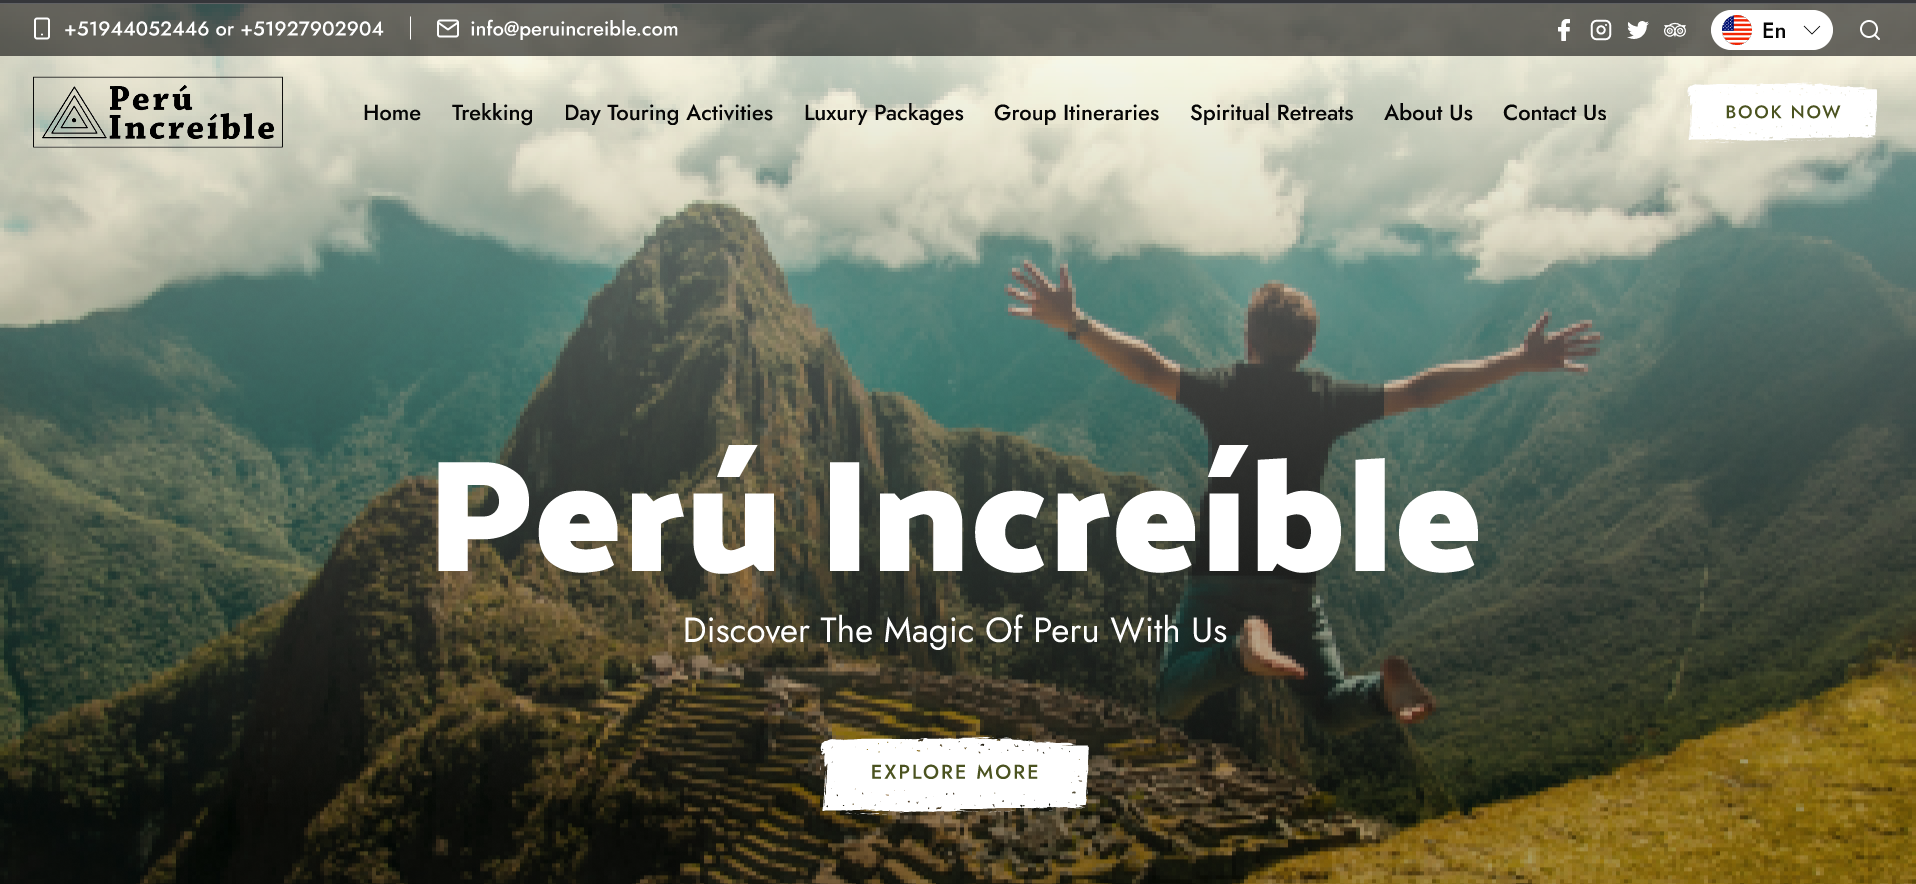 +51944052446 or +51927902904
info@peruincreible.com
En
Perú
Increíble
Home Trekking Day Touring Activities Luxury Packages Group Itineraries Spiritual Retreats About Us Contact Us
BOOK NOW
Perú Increíble
Discover The Magic Of Peru With Us
EXPLORE MORE